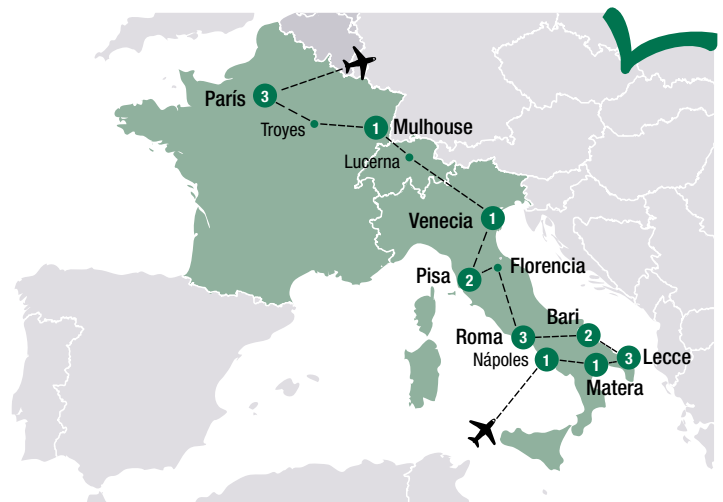 París
3
Troyes
1
Mulhouse
Lucerna
Venecia
1
Pisa
2
Florencia
Roma
3
Bari
2
Nápoles
1
1
Matera
3
Lecce